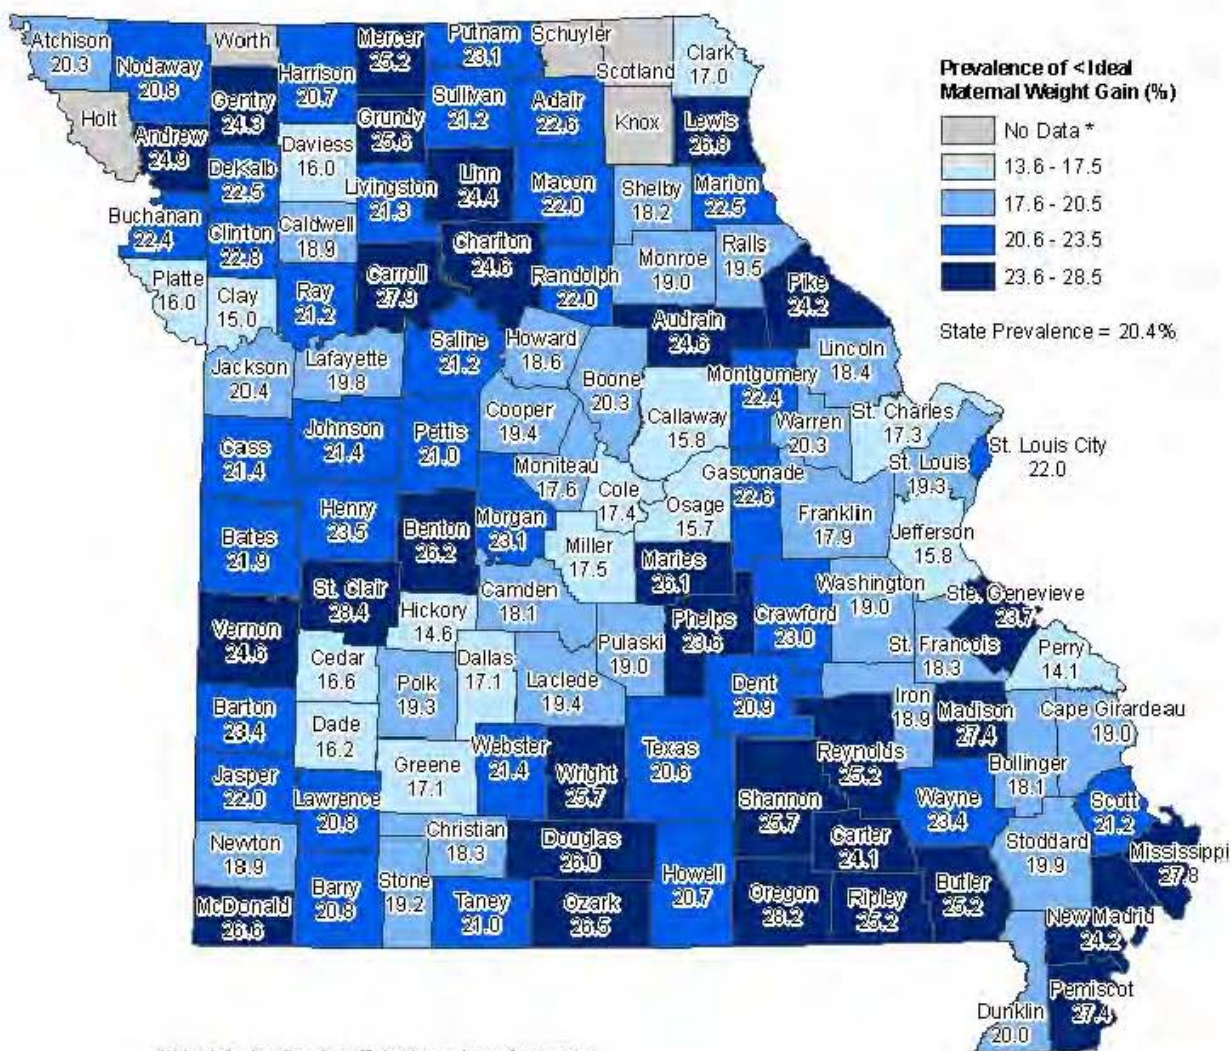 Atchison
20.3
Nodaway
20.8
Worth
Harrison
20.7
Mercer
25.2
Putnam
23.1
Schuyler
Scotland
Clark
17.0
Holt
Andrew
24.9
Gentry
24.3
Daviess
16.0
Grundy
25.6
Sullivan
21.2
Adair
22.6
Knox
Lewis
26.8
DeKalb
22.5
Livingston
21.3
Linn
24.4
Macon
22.0
Shelby
18.2
Marion
22.5
Buchanan
22.4
Clinton
22.8
Caldwell
18.9
Carroll
27.9
Chariton
24.6
Randolph
22.0
Monroe
19.0
Ralls
19.5
Pike
24.2
Platte
16.0
Clay
15.0
Ray
21.2
Audrain
24.6
Jackson
20.4
Lafayette
19.8
Saline
21.2
Howard
18.6
Boone
20.3
Callaway
15.8
Montgomery
22.4
Lincoln
18.4
Warren
20.3
St. Charles
17.3
St. Louis
19.3
St. Louis City
22.0
Cass
21.4
Johnson
21.4
Pettis
21.0
Cooper
19.4
Moniteau
17.6
Cole
17.4
Osage
15.7
Gasconade
22.6
Franklin
17.9
Jefferson
15.8
Bates
21.9
Henry
23.5
Benton
26.2
Morgan
23.1
Miller
17.5
Maries
26.1
St. Clair
28.4
Hickory
14.6
Camden
18.1
Pulaski
19.0
Phelps
23.6
Crawford
23.0
Washington
19.0
Ste. Genevieve
23.7
St. Francois
18.3
Perry
14.1
Vernon
24.6
Cedar
16.6
Polk
19.3
Dallas
17.1
Laclede
19.4
Dent
20.9
Iron
18.9
Madison
27.4
Cape Girardeau
19.0
Bollinger
18.1
Barton
23.4
Dade
16.2
Greene
17.1
Webster
21.4
Wright
25.7
Texas
20.6
Shannon
25.7
Reynolds
25.2
Wayne
23.4
Scott
21.2
Mississippi
27.8
Stoddard
19.9
Jasper
22.0
Lawrence
20.8
Newton
18.9
Christian
18.3
Douglas
26.0
Howell
20.7
Carter
24.1
McDonald
26.6
Barry
20.8
Stone
19.2
Taney
21.0
Ozark
26.5
Oregon
28.2
Ripley
25.2
Butler
25.2
New Madrid
24.2
Pemiscot
27.4
Dunklin
20.0
Prevalence of < Ideal
Maternal Weight Gain (%)
No Data *
13.6 - 17.5
17.6 - 20.5
20.6 - 23.5
23.6 - 28.5
State Prevalence = 20.4%